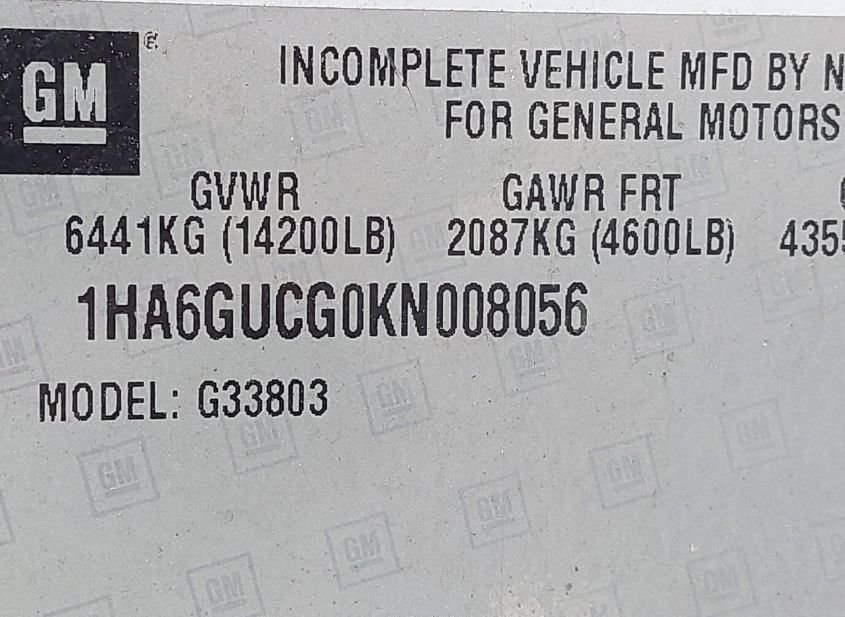 GM
INCOMPLETE VEHICLE MFD BY
FOR GENERAL MOTORS
GVWR GAWR FRT
6441KG (14200LB) 2087KG (4600LB)
1HA6GUCG0KN008056
MODEL: G33803